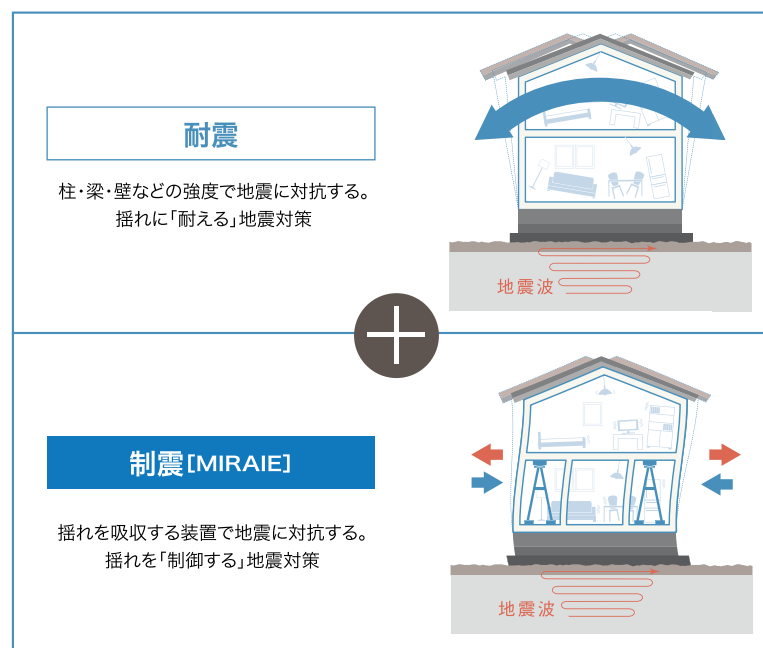 耐震
柱・梁・壁などの強度で地震に対抗する。
揺れに「耐える」地震対策
地震波
制震[MIRAIE]
揺れを吸収する装置で地震に対抗する。
揺れを「制御する」地震対策
地震波